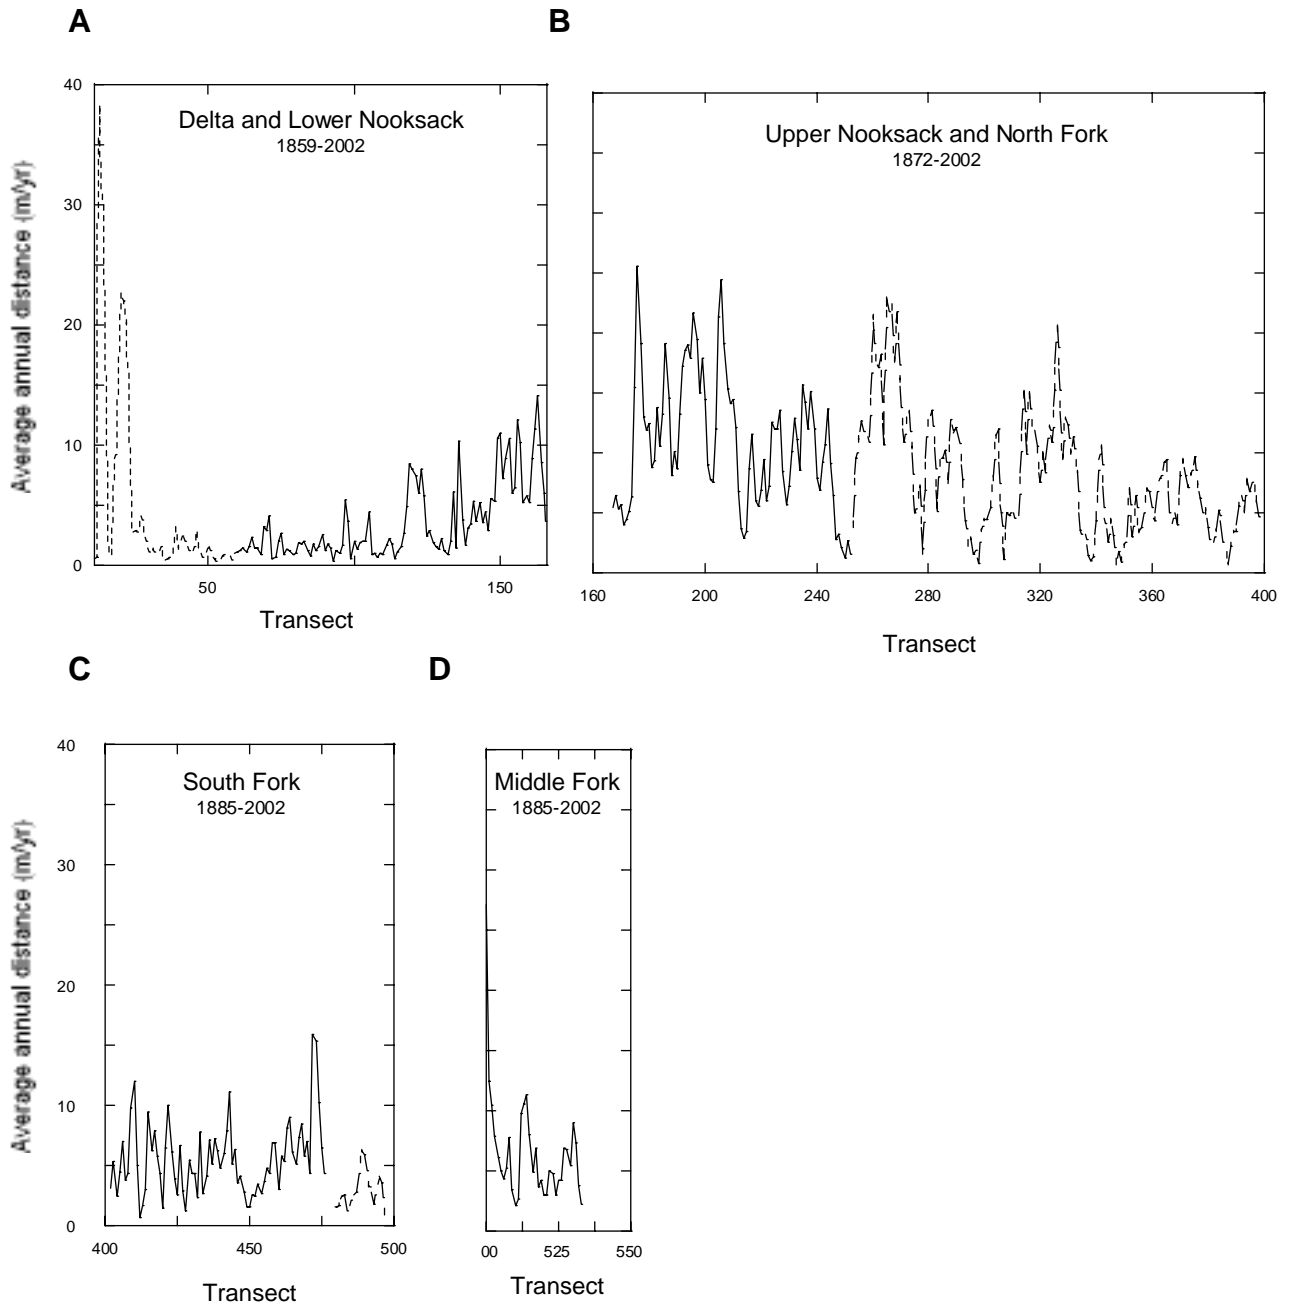 A
B
40
30
20
10
0
Average annual distance (m/yr)
Delta and Lower Nooksack
1859-2002
50
150
Transect
Upper Nooksack and North Fork
1872-2002
160
200
240
280
320
360
400
Transect
C
D
40
30
20
10
0
Average annual distance (m/yr)
South Fork
1885-2002
400
450
500
Transect
Middle Fork
1885-2002
00
525
550
Transect